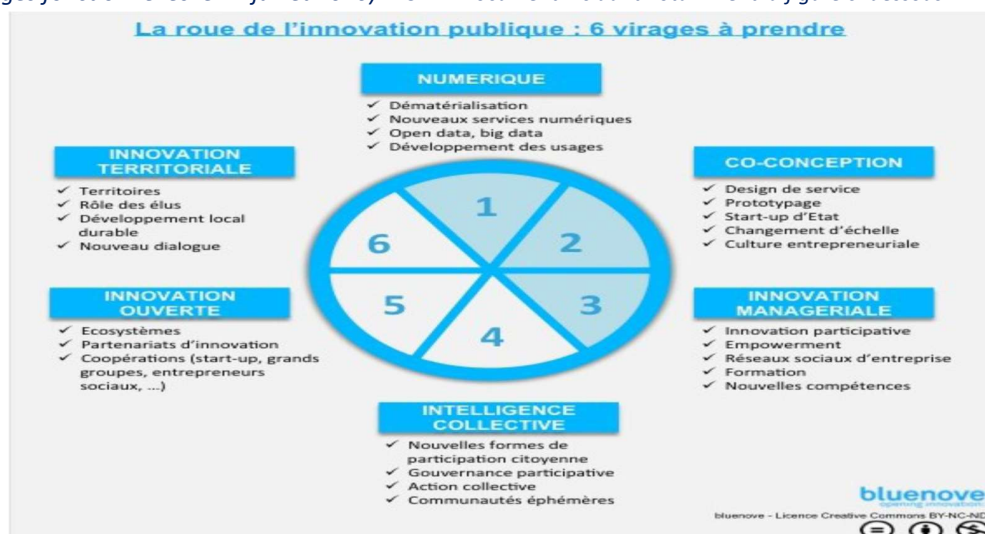 La roue de l'innovation publique : 6 virages à prendre
NUMERIQUE
✓ Dématérialisation
✓ Nouveaux services numériques
✓ Open data, big data
✓ Développement des usages
CO-CONCEPTION
✓ Design de service
✓ Prototypage
✓ Start-up d'Etat
✓ Changement d'échelle
✓ Culture entrepreneuriale
INNOVATION
MANAGERIALE
✓ Innovation participative
✓ Empowerment
✓ Réseaux sociaux d'entreprise
✓ Formation
✓ Nouvelles compétences
INTELLIGENCE
COLLECTIVE
✓ Nouvelles formes de
participation citoyenne
✓ Gouvernance participative
✓ Action collective
✓ Communautés éphémères
INNOVATION
OUVERTE
✓ Ecosystèmes
✓ Partenariats d'innovation
✓ Coopérations (start-up, grands
groupes, entrepreneurs
sociaux, ...)
INNOVATION
TERRITORIALE
✓ Territoires
✓ Rôle des élus
✓ Développement local
durable
✓ Nouveau dialogue
1
2
3
4
5
6
bluenove
opening innovation
bluenove - Licence Creative Commons BY-NC-ND